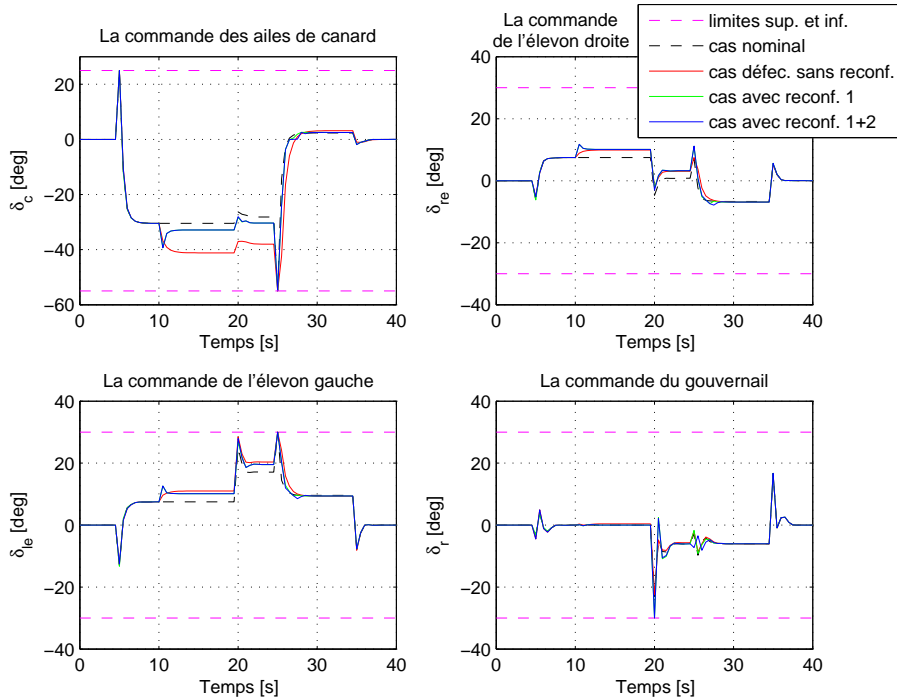 La commande des ailes de canard
20
0
−20
−40
−60
δc [deg]
0
10
20
30
40
Temps [s]
La commande
de l'élevon droite
40
20
0
−20
−40
δre [deg]
0
10
20
30
40
Temps [s]
limites sup. et inf.
cas nominal
cas défec. sans reconf.
cas avec reconf. 1
cas avec reconf. 1+2
La commande de l'élevon gauche
40
20
0
−20
−40
δle [deg]
0
10
20
30
40
Temps [s]
La commande du gouvernail
40
20
0
−20
−40
δr [deg]
0
10
20
30
40
Temps [s]